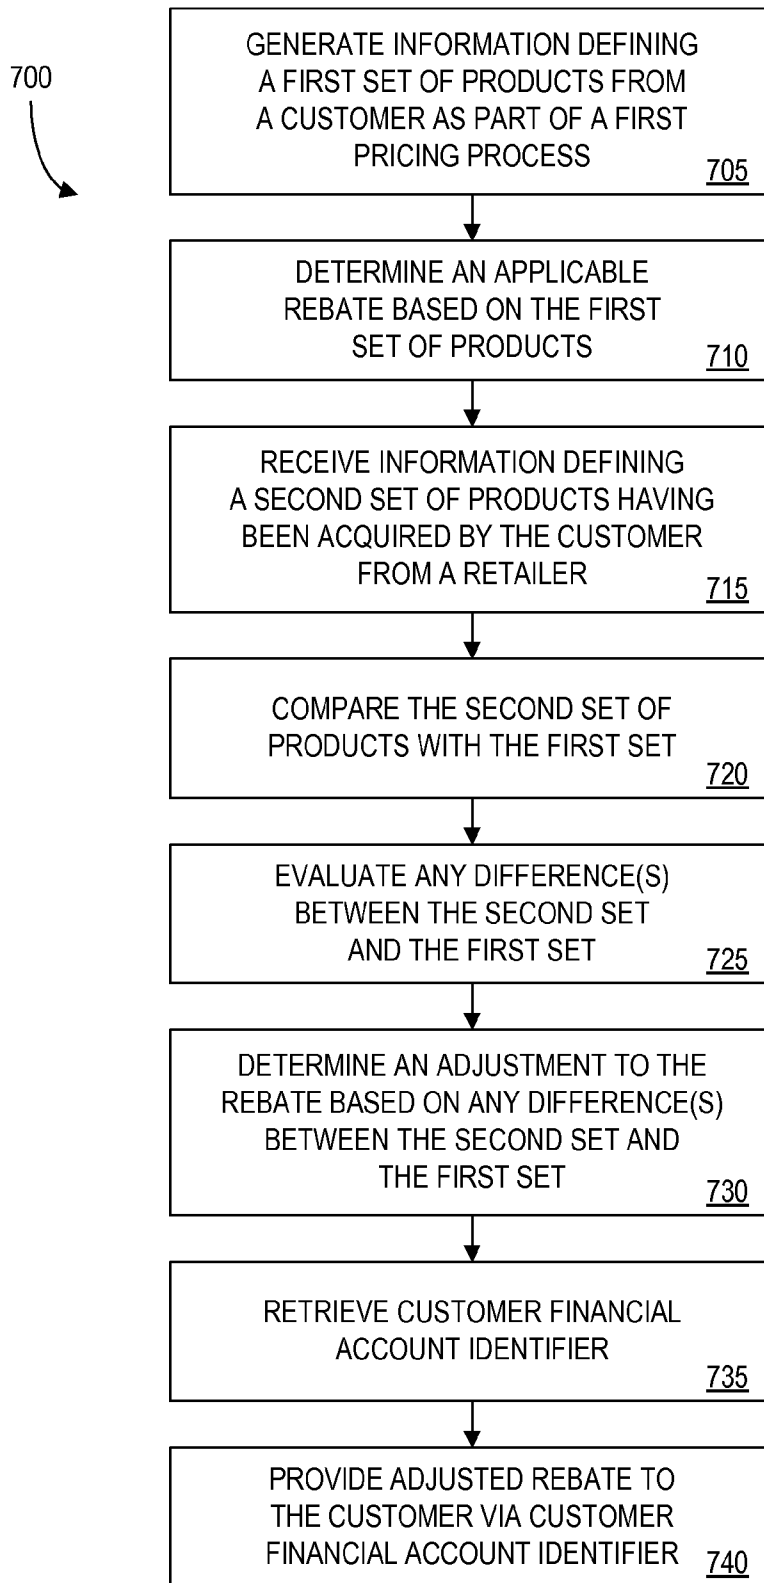 700
GENERATE INFORMATION DEFINING
A FIRST SET OF PRODUCTS FROM
A CUSTOMER AS PART OF A FIRST
PRICING PROCESS
705
DETERMINE AN APPLICABLE
REBATE BASED ON THE FIRST
SET OF PRODUCTS
710
RECEIVE INFORMATION DEFINING
A SECOND SET OF PRODUCTS HAVING
BEEN ACQUIRED BY THE CUSTOMER
FROM A RETAILER
715
COMPARE THE SECOND SET OF
PRODUCTS WITH THE FIRST SET
720
EVALUATE ANY DIFFERENCE(S)
BETWEEN THE SECOND SET
AND THE FIRST SET
725
DETERMINE AN ADJUSTMENT TO THE
REBATE BASED ON ANY DIFFERENCE(S)
BETWEEN THE SECOND SET AND
THE FIRST SET
730
RETRIEVE CUSTOMER FINANCIAL
ACCOUNT IDENTIFIER
735
PROVIDE ADJUSTED REBATE TO
THE CUSTOMER VIA CUSTOMER
FINANCIAL ACCOUNT IDENTIFIER
740